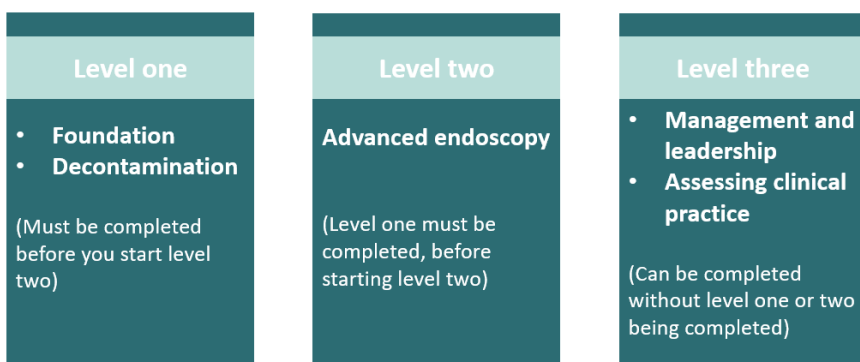 Level one
• Foundation
• Decontamination
(Must be completed
before you start level
two)
Level two
Advanced endoscopy
(Level one must be
completed, before
starting level two)
Level three
• Management and
leadership
• Assessing clinical
practice
(Can be completed
without level one or two
being completed)